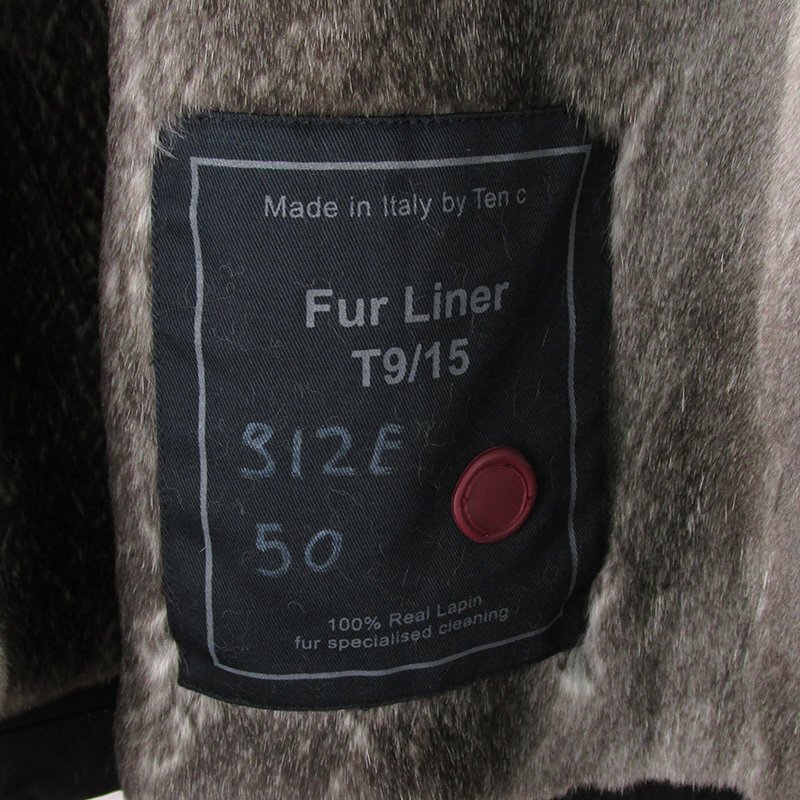 Made in Italy by Ten c
Fur Liner
T9/15
SIZE
50
100% Real Lapin
fur specialised cleaning